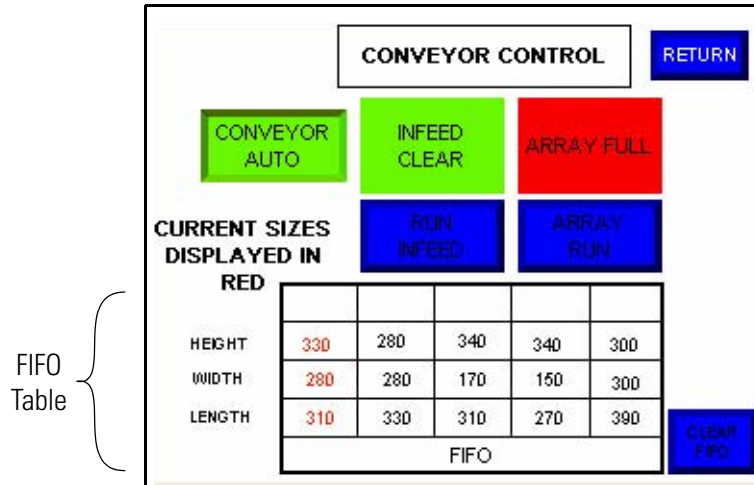 CONVEYOR CONTROL
RETURN
CONVEYOR
AUTO
INFEED
CLEAR
ARRAY FULL
RUN
INFEED
ARRAY
RUN
CURRENT SIZES
DISPLAYED IN
RED
HEIGHT 330 280 340 340 300
WIDTH 280 280 170 150 300
LENGTH 310 330 310 270 390
FIFO
CLEAR
FIFO
FIFO
Table